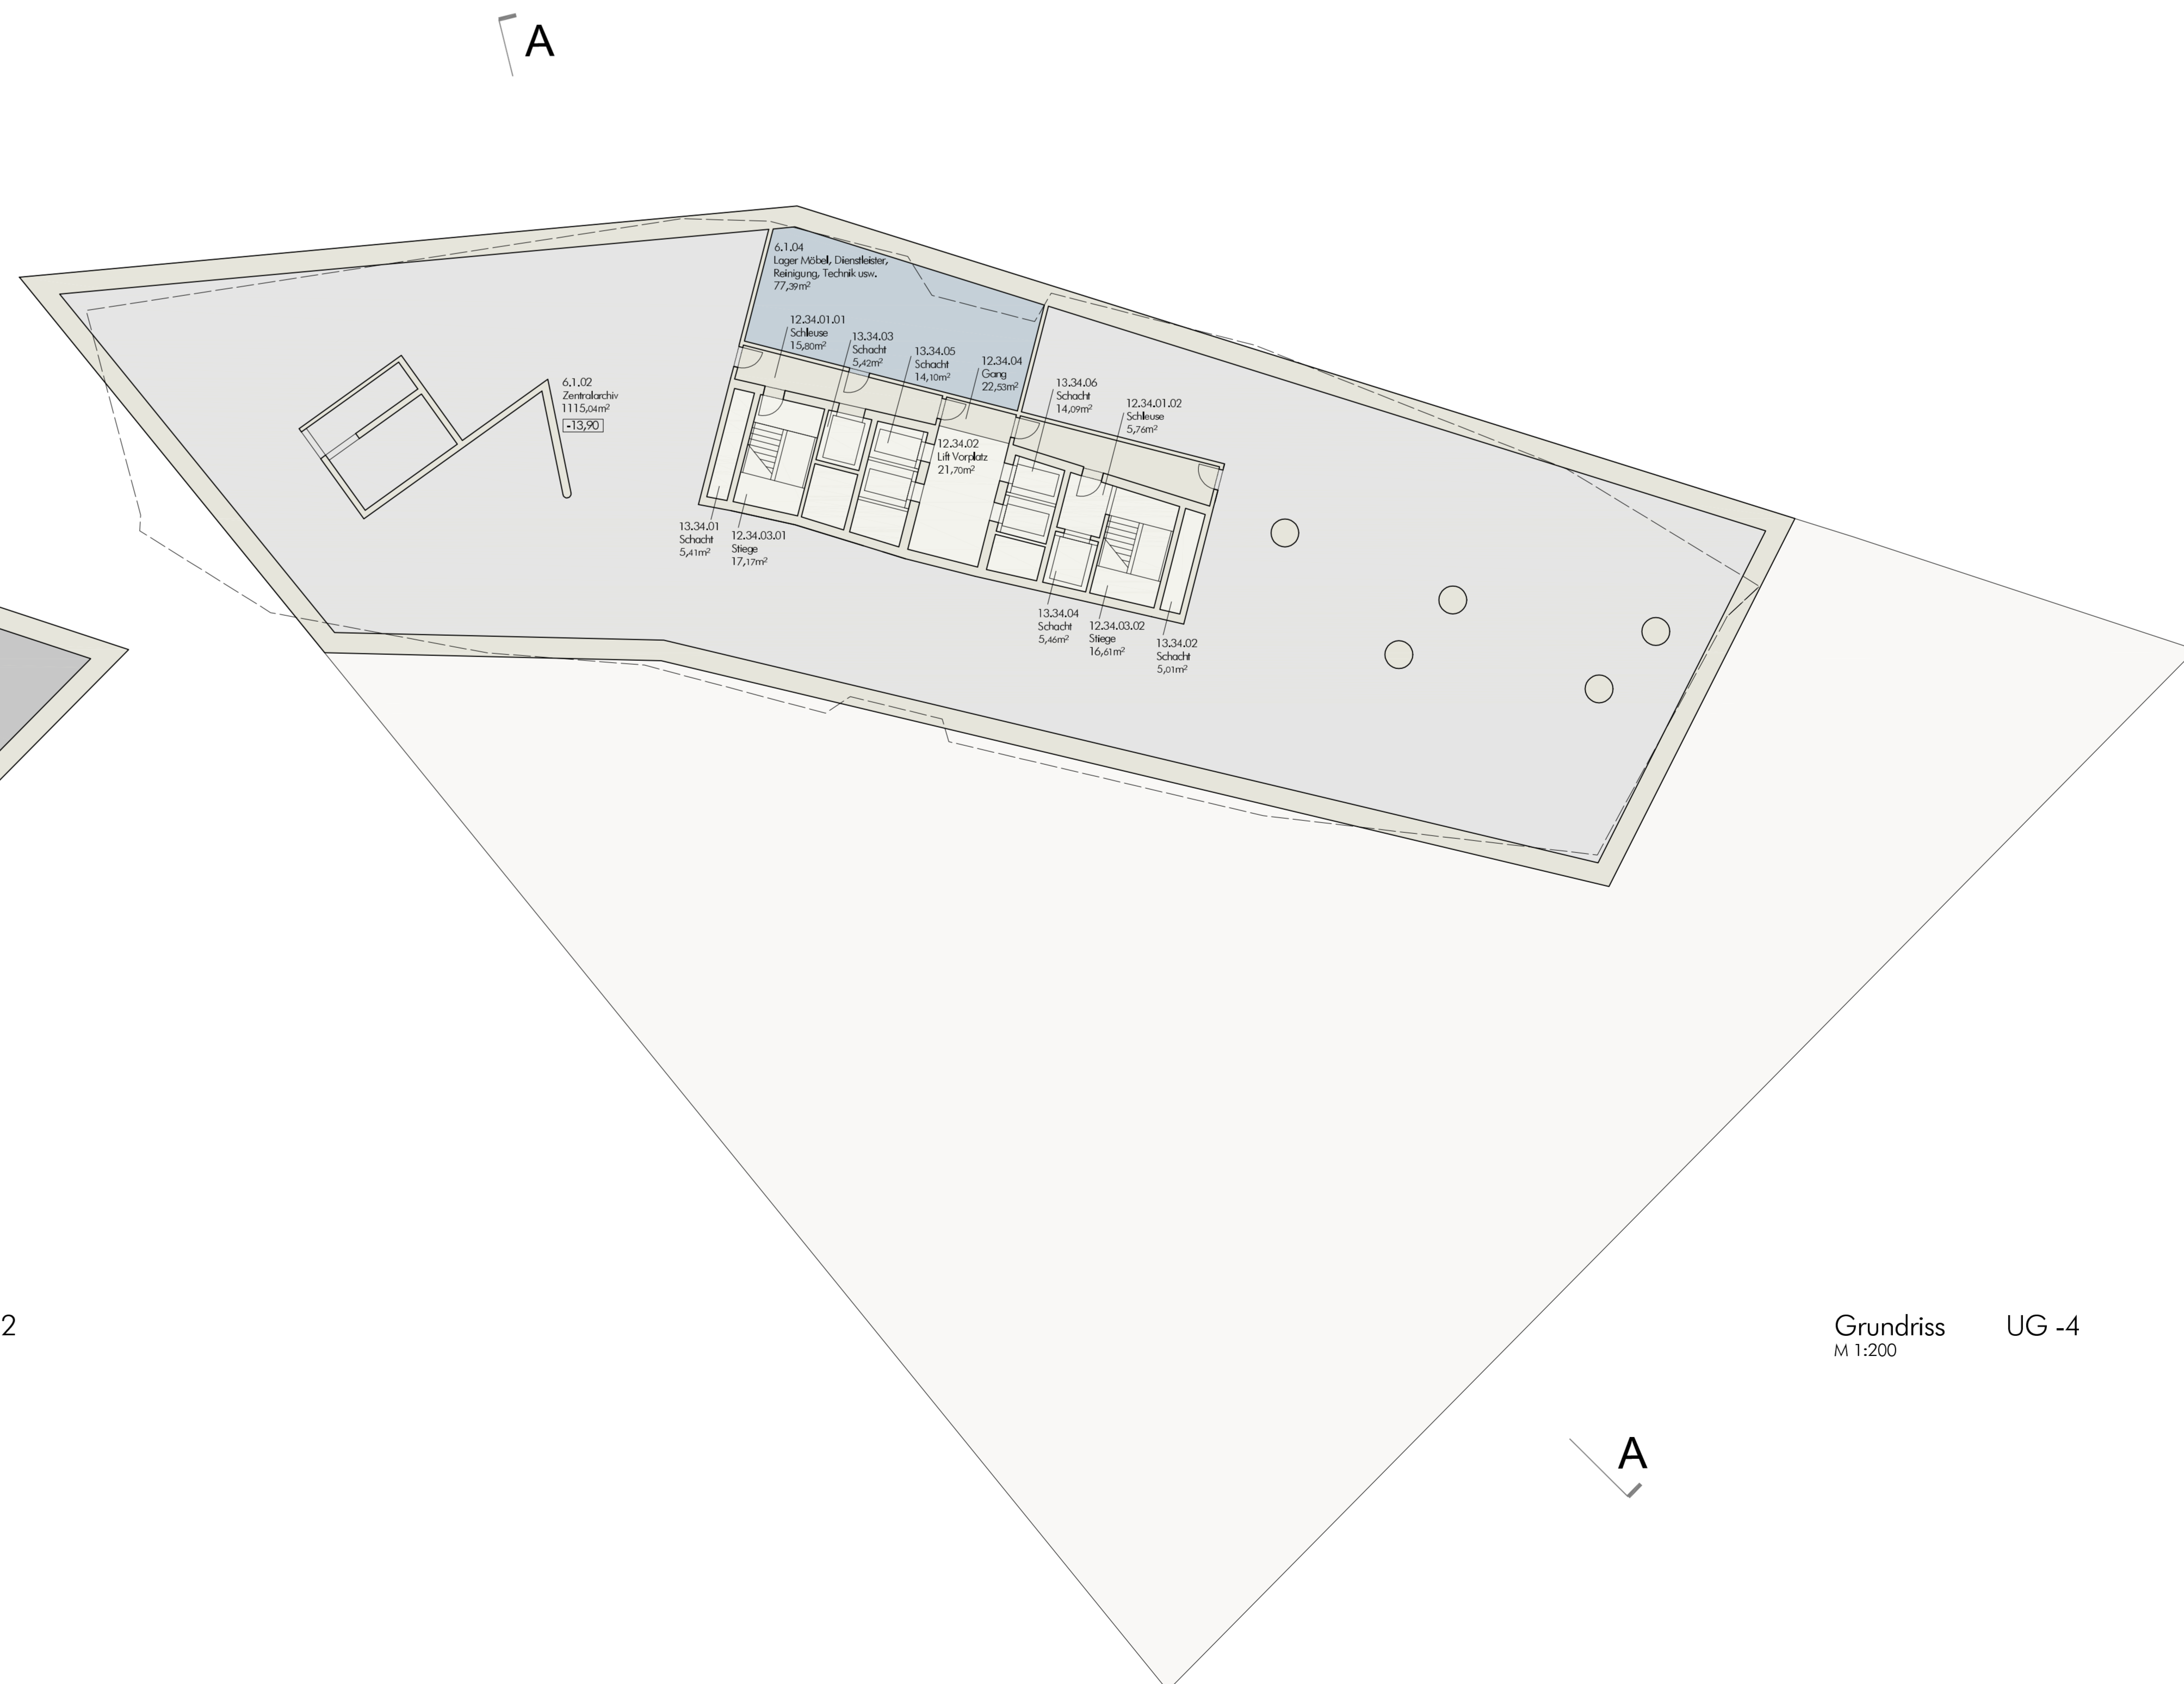 A
6.1.04
Lager Möbel, Dienstleister,
Reinigung, Technik usw.
77,39m²
12.34.01.01
Schleuse
15,80m²
13.34.03
Schacht
5,42m²
13.34.05
Schacht
14,10m²
12.34.04
Gang
22,53m²
13.34.06
Schacht
14,09m²
12.34.01.02
Schleuse
5,76m²
6.1.02
Zentralarchiv
1115,04m²
-13,90
12.34.02
Lift Vorplatz
21,70m²
13.34.01
Schacht
5,41m²
12.34.03.01
Stiege
17,17m²
13.34.04
Schacht
5,46m²
12.34.03.02
Stiege
16,61m²
13.34.02
Schacht
5,01m²
2
Grundriss UG -4
M 1:200
A